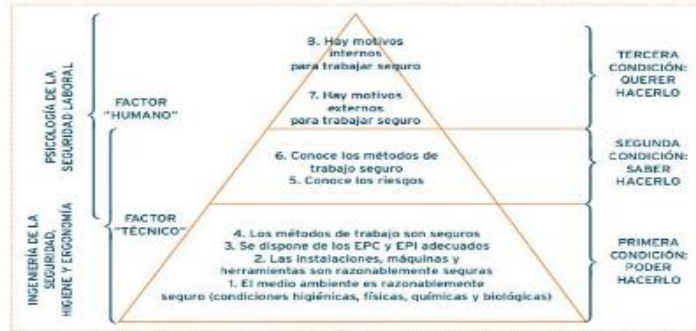 PSICOLOGÍA DE LA
SEGURIDAD LABORAL
INGENIERÍA DE LA
SEGURIDAD,
HIGIENE Y ERGONOMÍA
FACTOR
"HUMANO"
FACTOR
"TÉCNICO"
8. Hay motivos
internos
para trabajar seguro
7. Hay motivos
externos
para trabajar seguro
6. Conoce los métodos de
trabajo seguro
5. Conoce los riesgos
4. Los métodos de trabajo son seguros
3. Se dispone de los EPC y EPI adecuados
2. Las instalaciones, máquinas y
herramientas son razonablemente seguras
1. El medio ambiente es razonablemente
seguro (condiciones higiénicas, físicas, químicas y biológicas)
TERCERA
CONDICIÓN:
QUERER
HACERLO
SEGUNDA
CONDICIÓN:
SABER
HACERLO
PRIMERA
CONDICIÓN:
PODER
HACERLO